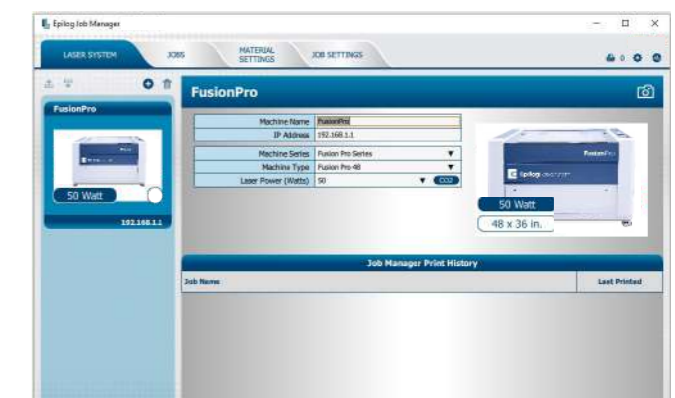 Epilog Job Manager
LASER SYSTEM
JOBS
MATERIAL SETTINGS
JOB SETTINGS
0
FusionPro
50 Watt
192.168.1.1
FusionPro
Machine Name FusionPro
IP Address 192.168.1.1
Machine Series Fusion Pro Series
Machine Type Fusion Pro 48
Laser Power (Watts) 50 CO2
Epilog
50 Watt
48 x 36 in.
Job Manager Print History
Job Name Last Printed